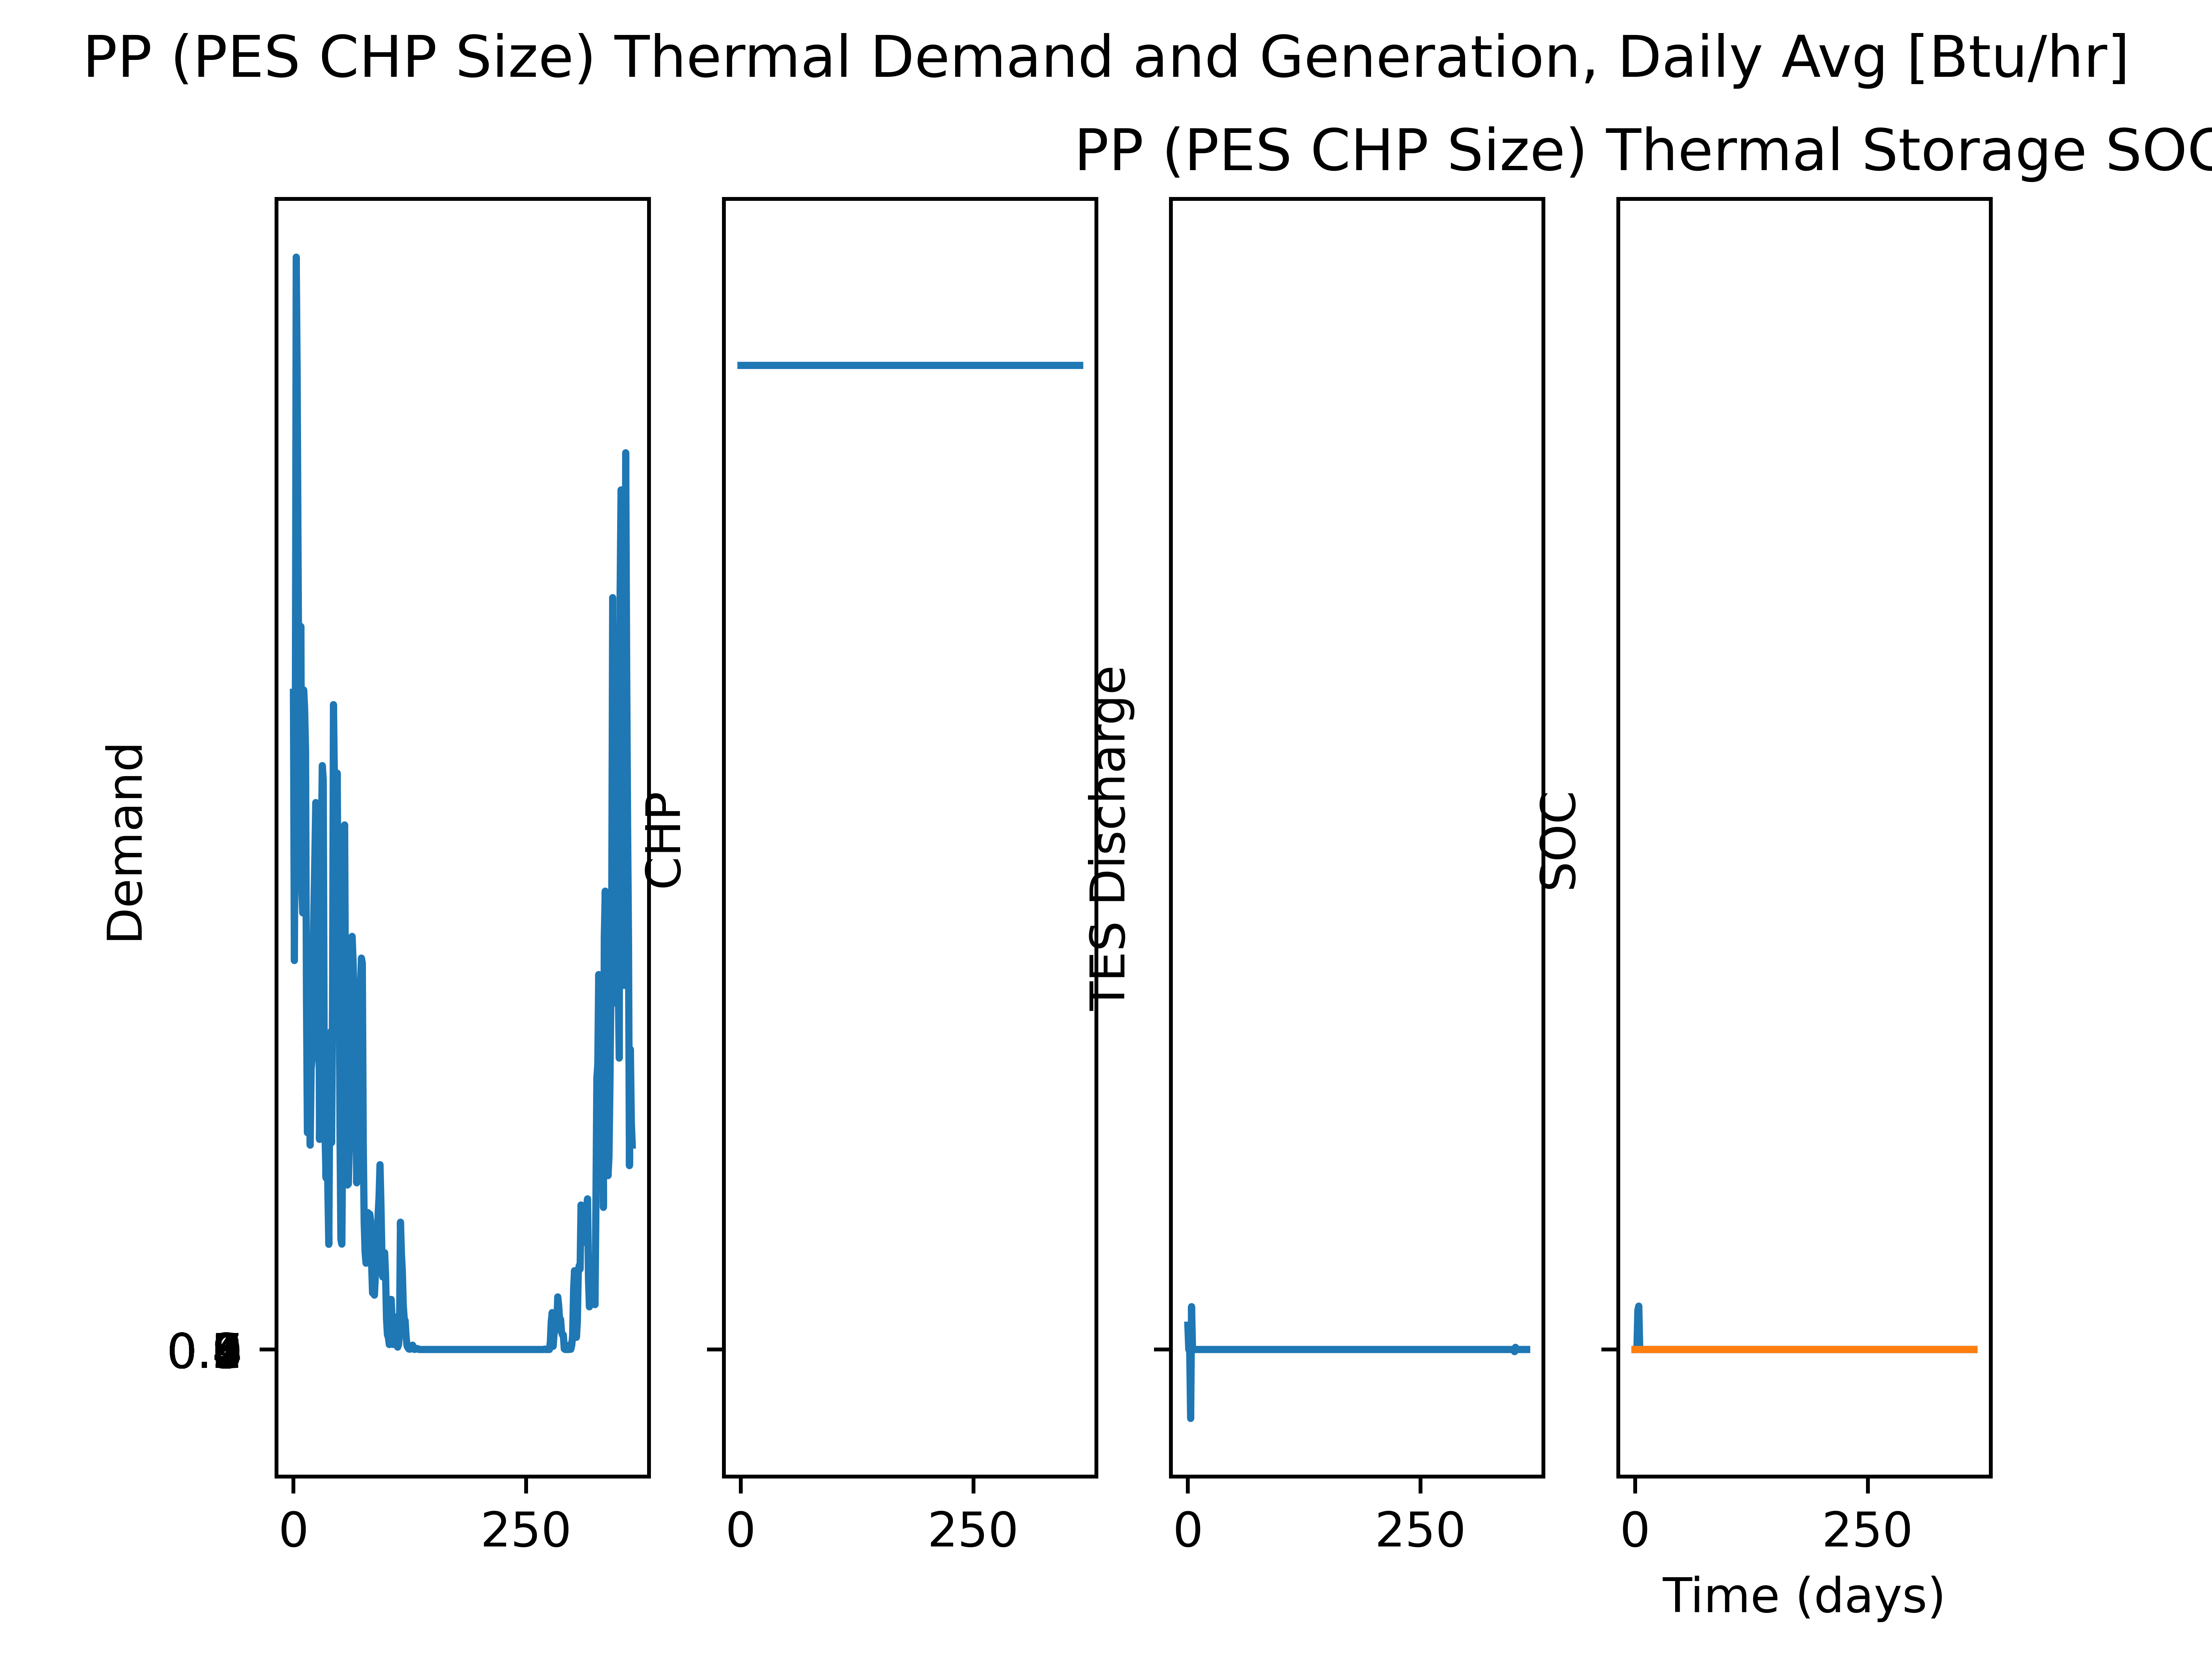 PP (PES CHP Size) Thermal Demand and Generation, Daily Avg [Btu/hr]
PP (PES CHP Size) Thermal Storage SOC
Demand
CHP
TES Discharge
SOC
0 250 0 250 0 250 0 250
Time (days)